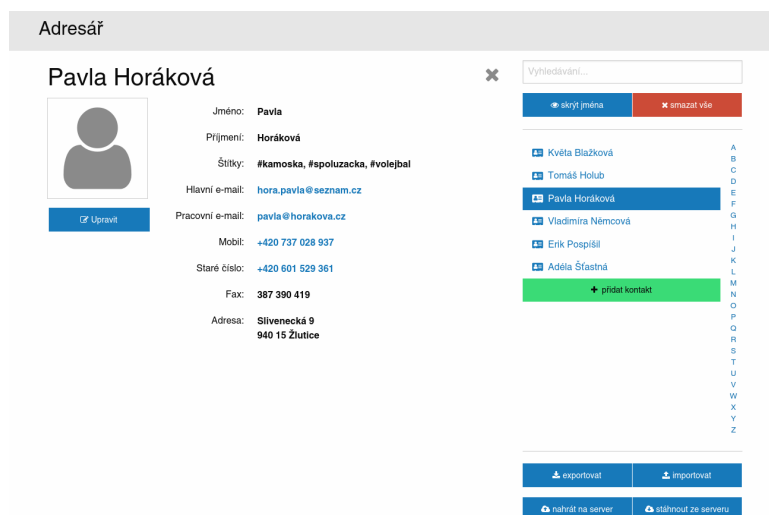 Adresář
Pavla Horáková
Jméno: Pavla
Příjmení: Horáková
Štítky: #kamoska, #spoluzacka, #volejbal
Hlavní e-mail: hora.pavla@seznam.cz
Pracovní e-mail: pavla@horakova.cz
Mobil: +420 737 028 937
Staré číslo: +420 601 529 361
Fax: 387 390 419
Adresa: Slivenecká 9
940 15 Žlutice
Upravit
Vyhledávání...
skrýt jména
smazat vše
Květa Blažková
Tomáš Holub
Pavla Horáková
Vladimíra Němcová
Erik Pospíšil
Adéla Šťastná
přidat kontakt
A
B
C
D
E
F
G
H
I
J
K
L
M
N
O
P
Q
R
S
T
U
V
W
X
Y
Z
exportovat
importovat
nahrát na server
stáhnout ze serveru